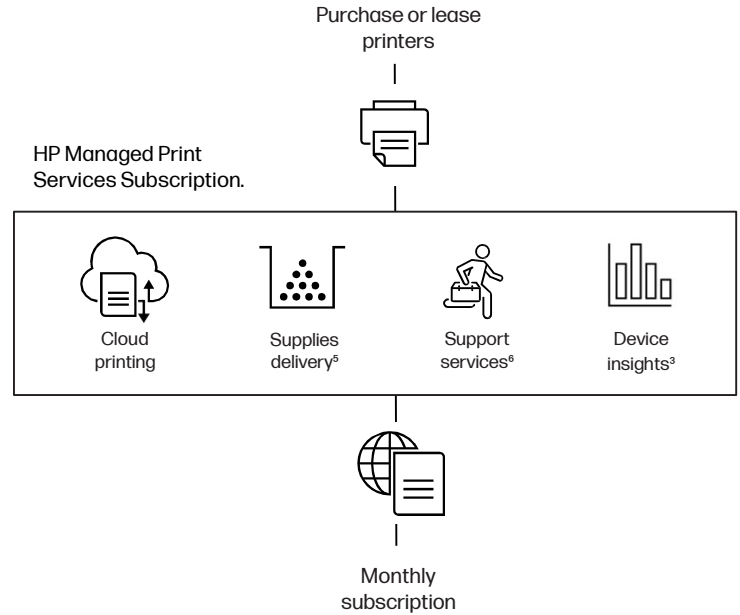 Purchase or lease
printers
HP Managed Print
Services Subscription.
Cloud
printing
Supplies
delivery⁵
Support
services⁶
Device
insights³
Monthly
subscription